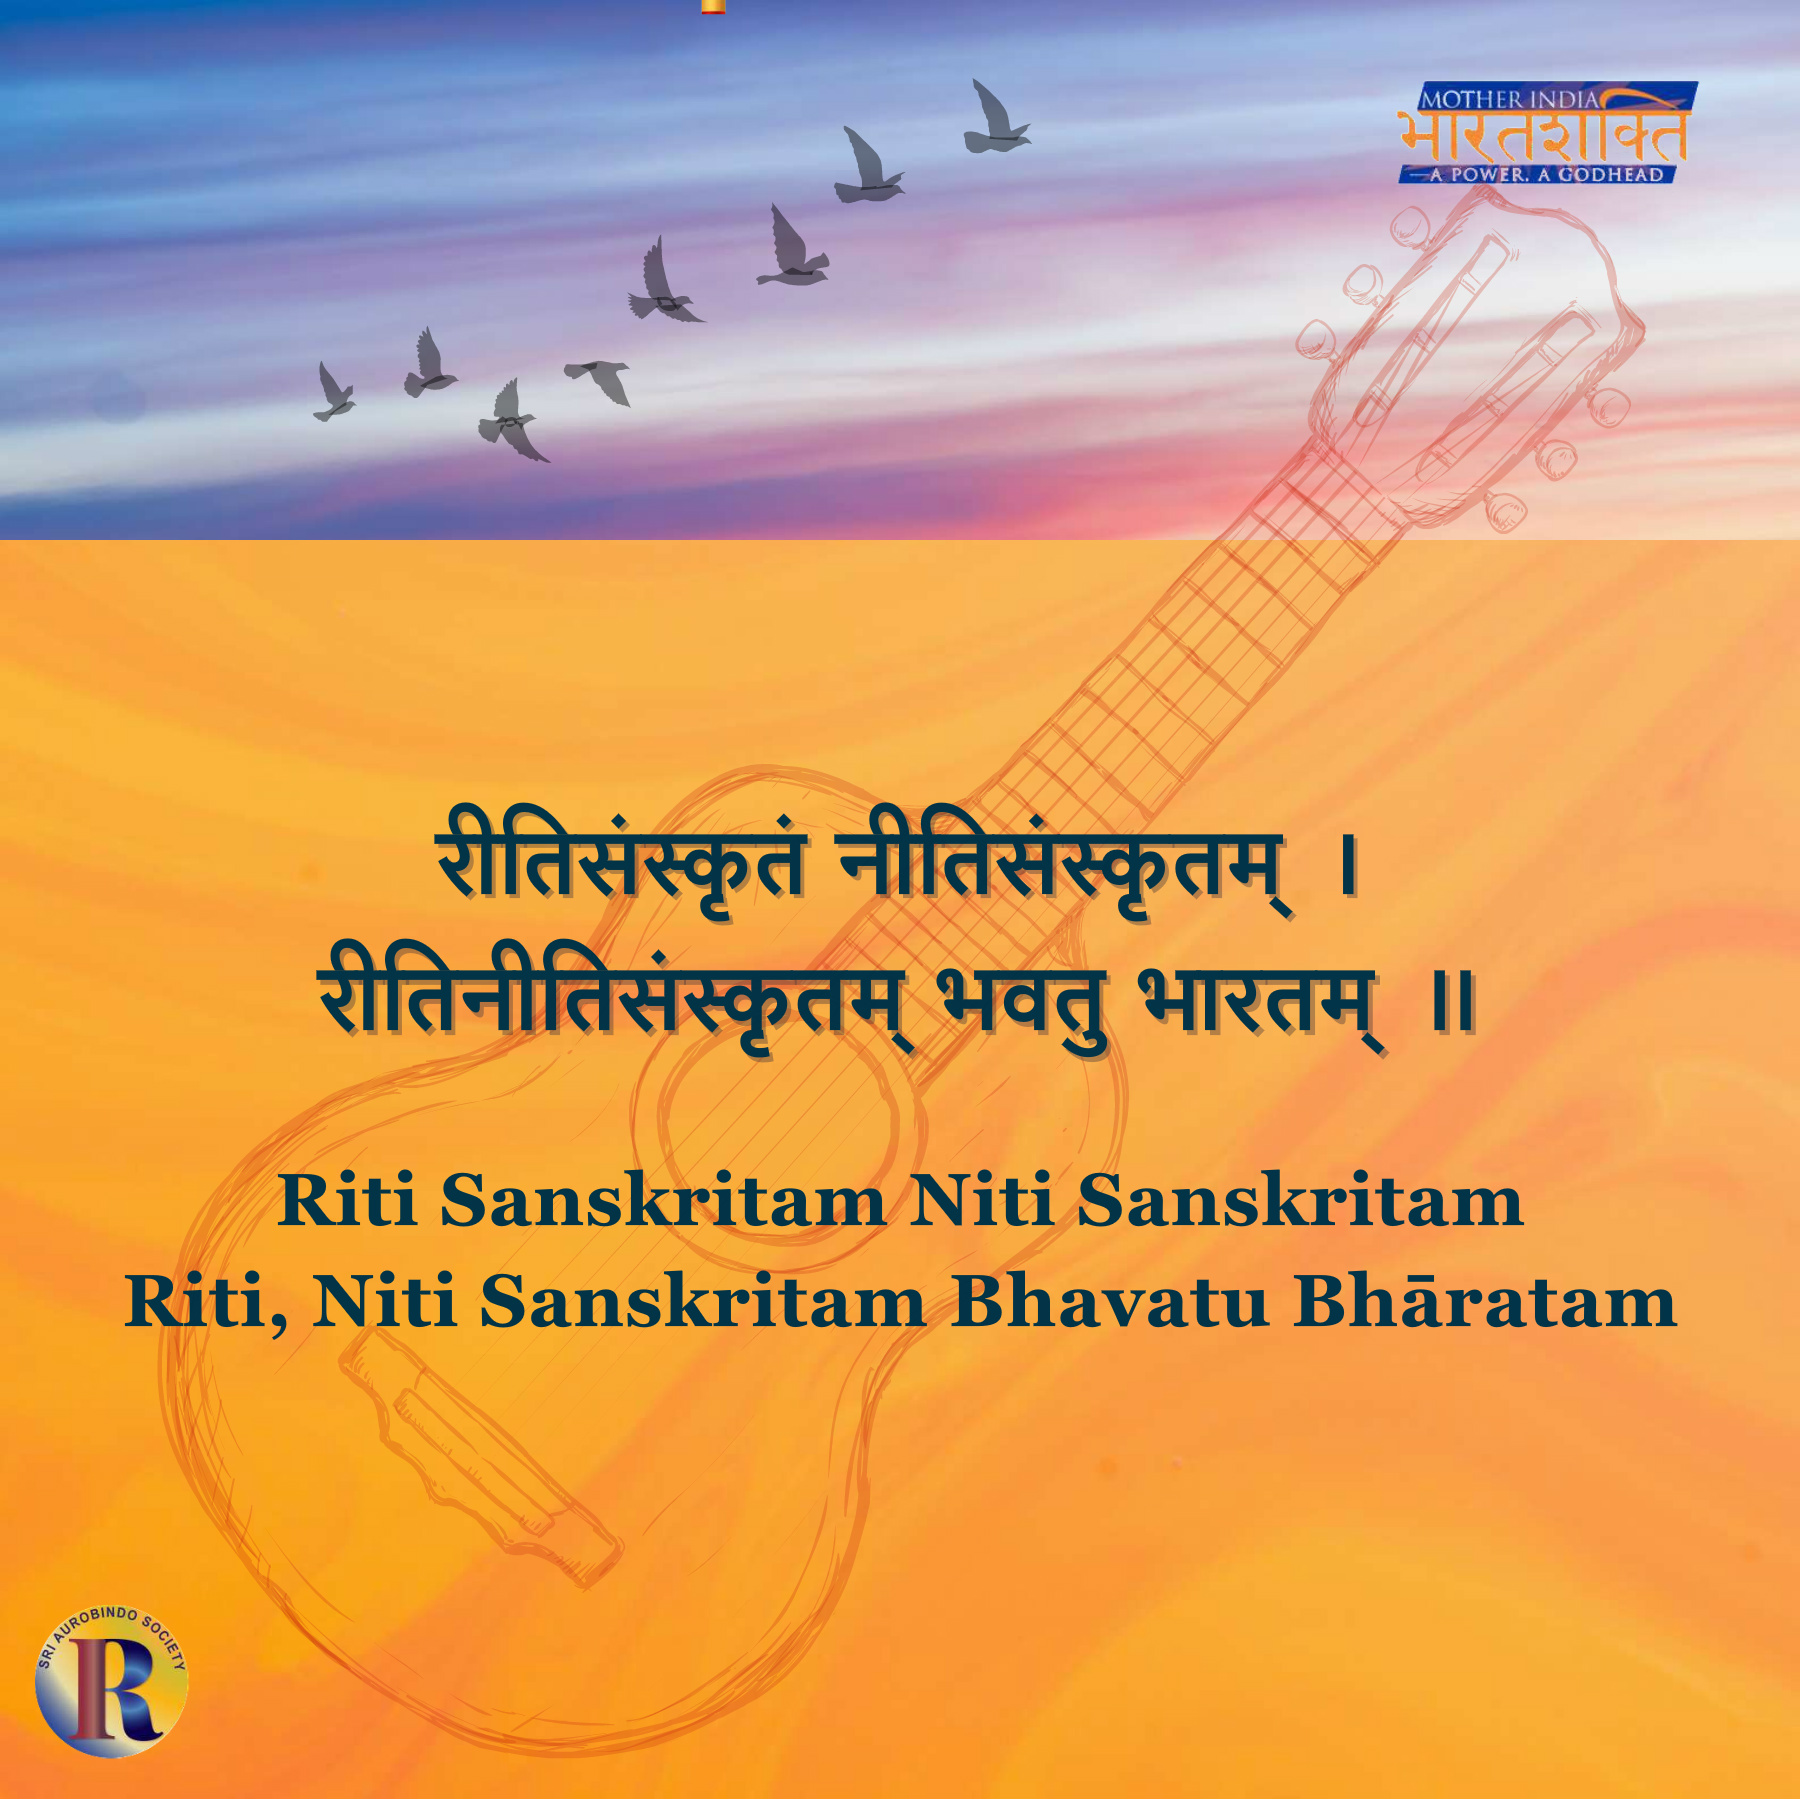 MOTHER INDIA
भारतशक्ति
—A POWER. A GODHEAD
रीतिसंस्कृतं नीतिसंस्कृतम् ।
रीतिनीतिसंस्कृतम् भवतु भारतम् ॥
Riti Sanskritam Niti Sanskritam
Riti, Niti Sanskritam Bhavatu Bhāratam
SRI AUROBINDO SOCIETY
R